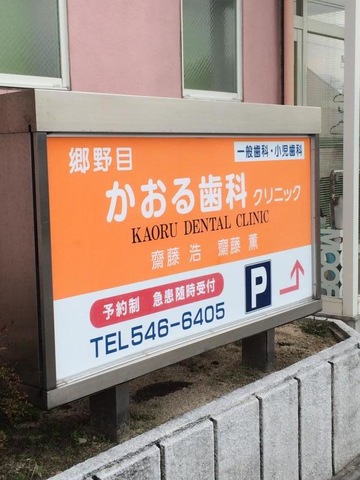 郷野目
一般歯科・小児歯科
かおる歯科クリニック
KAORU DENTAL CLINIC
齋藤 浩 齋藤 薫
予約制 急患随時受付
P
TEL546-6405